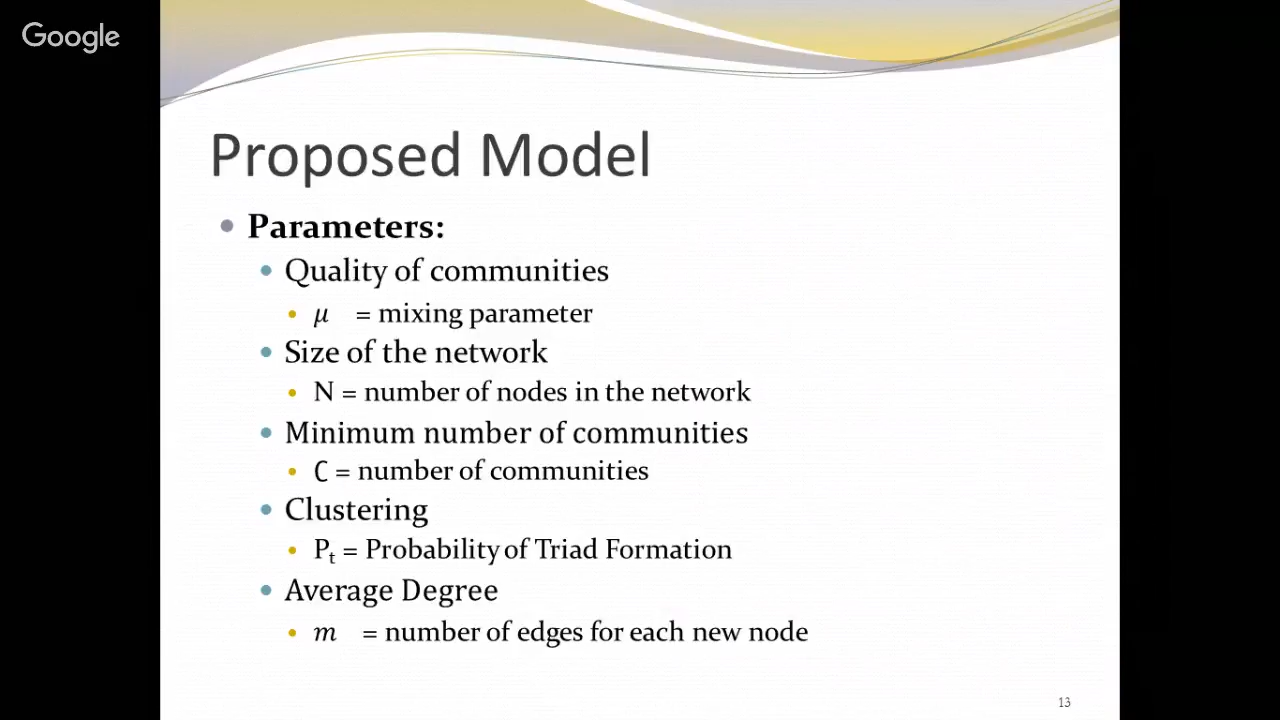 Google
Proposed Model
Parameters:
Quality of communities
μ = mixing parameter
Size of the network
N = number of nodes in the network
Minimum number of communities
C = number of communities
Clustering
Pt = Probability of Triad Formation
Average Degree
m = number of edges for each new node
13